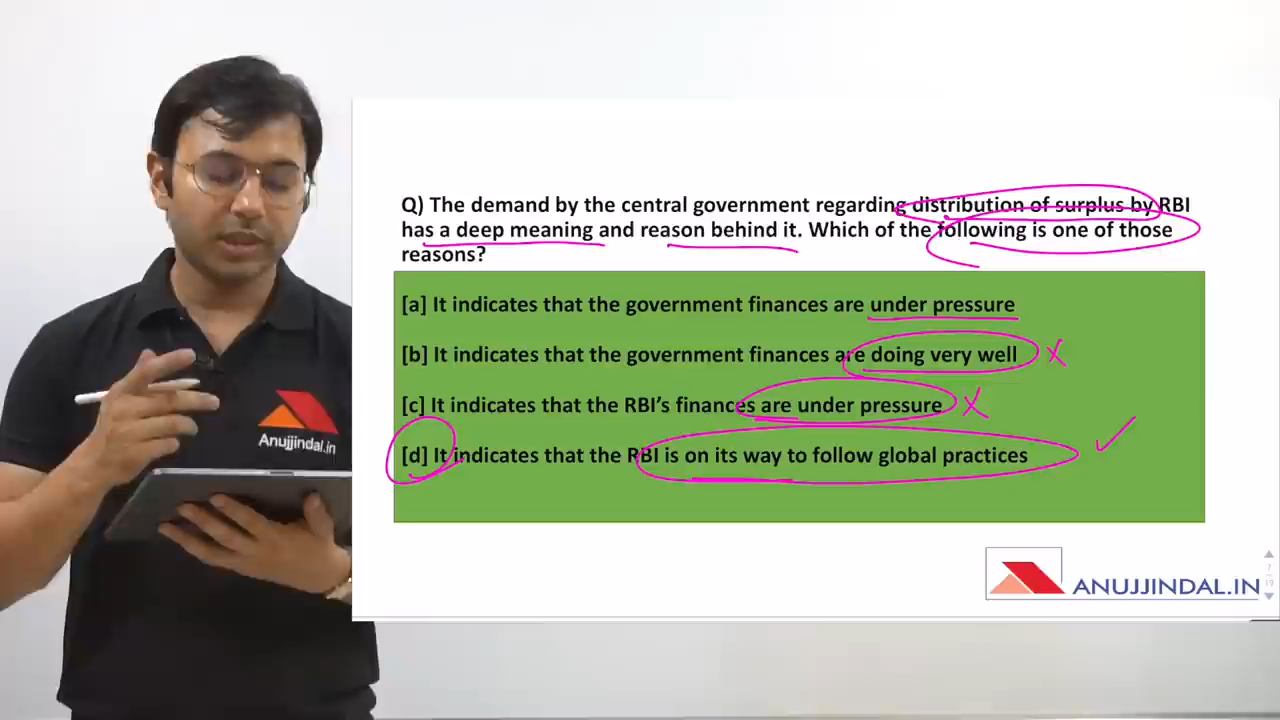 Q) The demand by the central government regarding distribution of surplus by RBI
has a deep meaning and reason behind it. Which of the following is one of those
reasons?
[a] It indicates that the government finances are under pressure
[b] It indicates that the government finances are doing very well
[c] It indicates that the RBI's finances are under pressure
[d] It indicates that the RBI is on its way to follow global practices
Anujjindal.in
ANUJJINDAL.IN
7
19